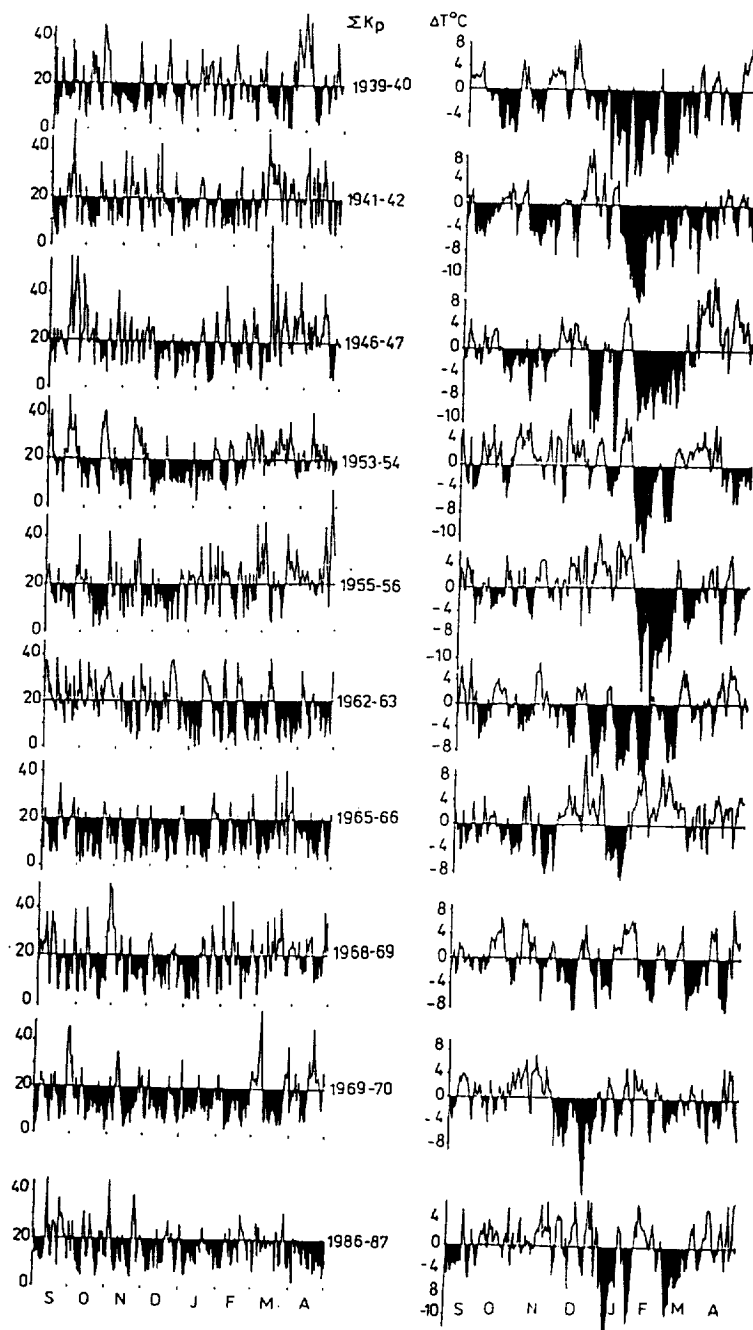 ΣKp ΔT°C
40 20 0 1939-40 8 4 0 -4
40 20 0 1941-42 8 4 0 -4 -8 -10
40 20 0 1946-47 8 4 0 -4 -8 -10
40 20 0 1953-54 4 0 -4 -8 -10
40 20 0 1955-56 8 4 0 -4 -8 -10
40 20 0 1962-63 4 0 -4 -8
40 20 0 1965-66 8 4 0 -4 -8
40 20 0 1968-69 8 4 0 -4 -8
40 20 0 1969-70 8 4 0 -4 -8
40 20 0 1986-87 4 0 -4 8 -10
S O N D J F M A S O N D J F M A